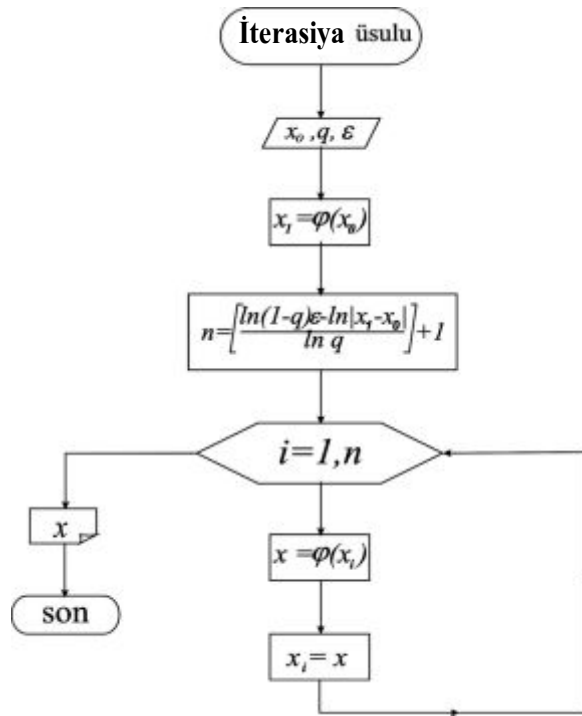 İterasiya üsulu
x₀ ,q, ε
x₁ =φ(x₀)
n=[ln(1-q)ε-ln|x₁-x₀| / ln q]+1
i=1,n
x
x =φ(xᵢ)
son
xᵢ= x